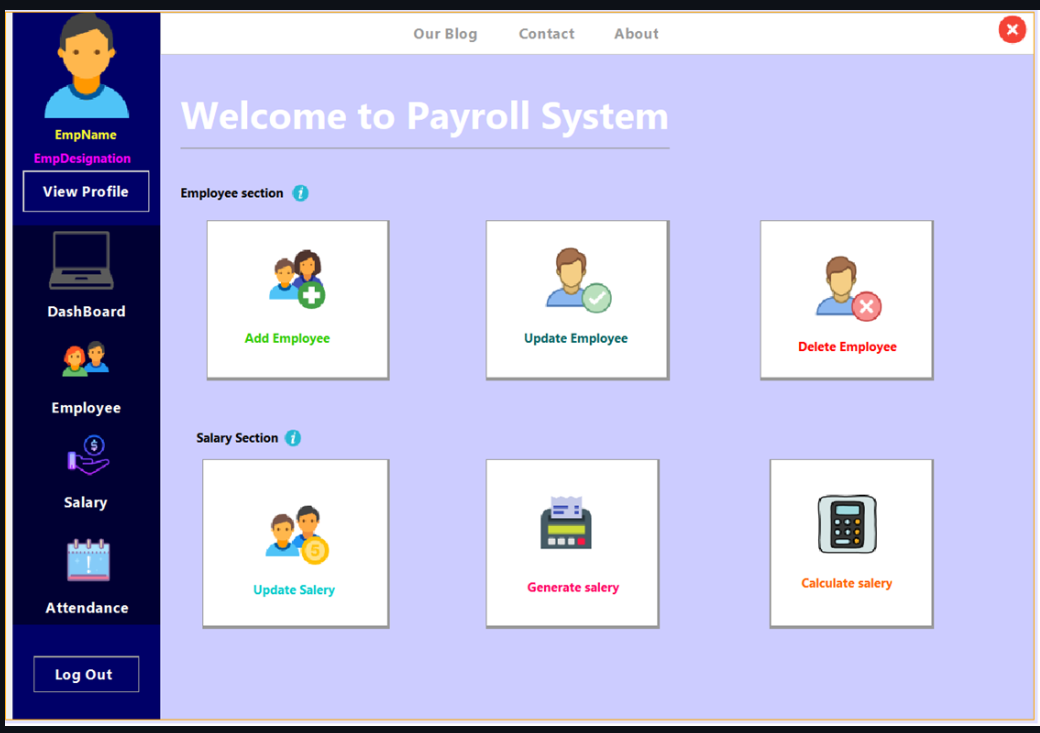 Our Blog Contact About
EmpName
EmpDesignation
View Profile
DashBoard
Employee
Salary
Attendance
Log Out
Welcome to Payroll System
Employee section
Add Employee
Update Employee
Delete Employee
Salary Section
Update Salery
Generate salery
Calculate salery